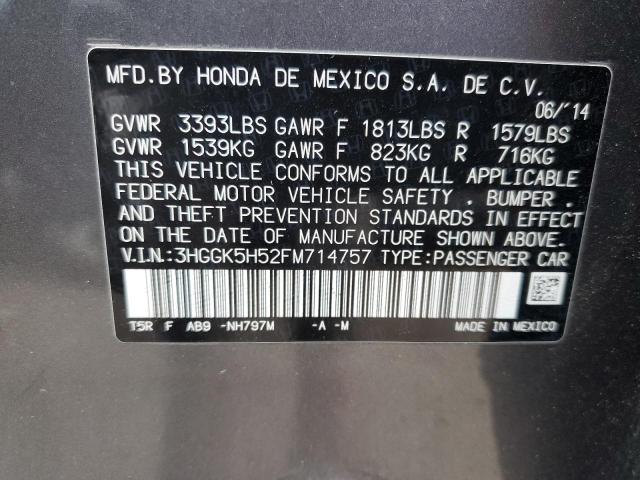 MFD.BY HONDA DE MEXICO S.A. DE C.V.
06/'14
GVWR 3393LBS GAWR F 1813LBS R 1579LBS
GVWR 1539KG GAWR F 823KG R 716KG
THIS VEHICLE CONFORMS TO ALL APPLICABLE
FEDERAL MOTOR VEHICLE SAFETY . BUMPER .
AND THEFT PREVENTION STANDARDS IN EFFECT
ON THE DATE OF MANUFACTURE SHOWN ABOVE.
V.I.N.:3HGGK5H52FM714757 TYPE:PASSENGER CAR
T5R F AB9 -NH797M -A -M MADE IN MEXICO